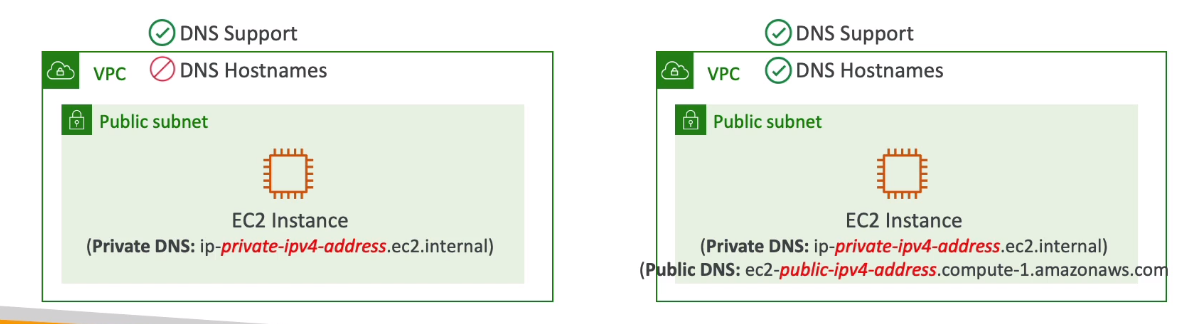 DNS Support
DNS Hostnames
VPC
Public subnet
EC2 Instance
(Private DNS: ip-private-ipv4-address.ec2.internal)
DNS Support
DNS Hostnames
VPC
Public subnet
EC2 Instance
(Private DNS: ip-private-ipv4-address.ec2.internal)
(Public DNS: ec2-public-ipv4-address.compute-1.amazonaws.com